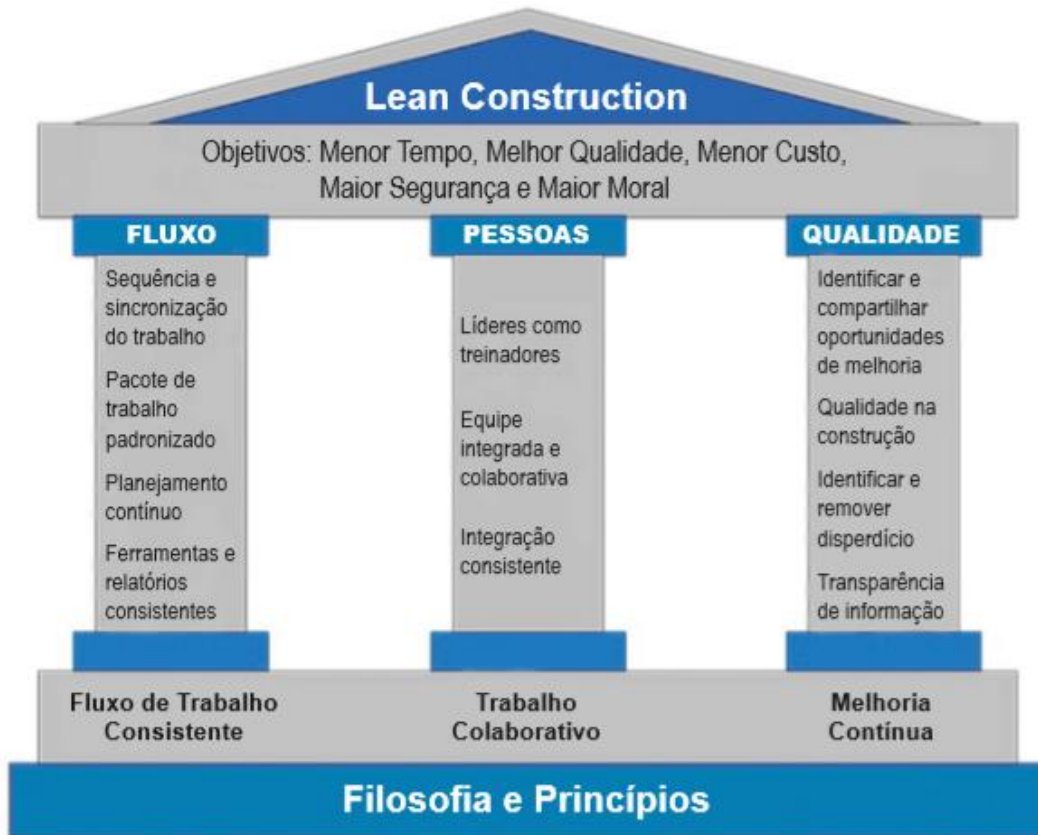 Lean Construction
Objetivos: Menor Tempo, Melhor Qualidade, Menor Custo,
Maior Segurança e Maior Moral
FLUXO
Sequência e
sincronização
do trabalho
Pacote de
trabalho
padronizado
Planejamento
contínuo
Ferramentas e
relatórios
consistentes
PESSOAS
Líderes como
treinadores
Equipe
integrada e
colaborativa
Integração
consistente
QUALIDADE
Identificar e
compartilhar
oportunidades
de melhoria
Qualidade na
construção
Identificar e
remover
disperdício
Transparência
de informação
Fluxo de Trabalho
Consistente
Trabalho
Colaborativo
Melhoria
Contínua
Filosofia e Princípios